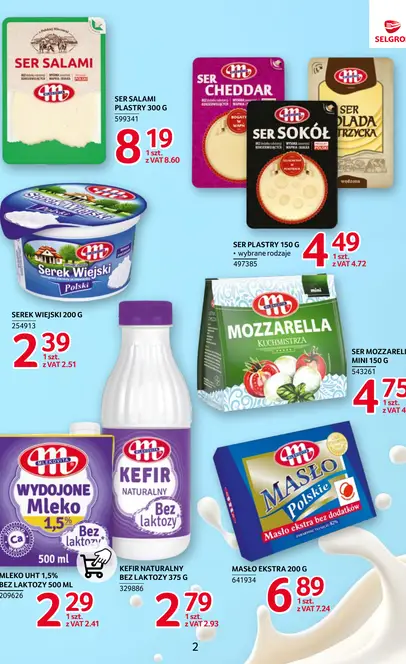 SELGRO
SER SALAMI
SER SALAMI
PLASTRY 300 G
599341
8.19
1 szt.
z VAT 8.60
SER
CHEDDAR
SER SOKÓŁ
SER
TRZYCKA
SER PLASTRY 150 G
• wybrane rodzaje
497385
4.49
1 szt.
z VAT 4.72
Serek Wiejski
Polski
SEREK WIEJSKI 200 G
254913
2.39
1 szt.
z VAT 2.51
mini
MOZZARELLA
KUCHMISTRZA
SER MOZZARELL
MINI 150 G
543261
4.75
1 szt.
MLEKOVITA
WYDOJONE
Mleko
1,5%
Bez
laktozy
Ca
500 ml
MLEKO UHT 1,5%
BEZ LAKTOZY 500 ML
209626
2.29
1 szt.
z VAT 2.41
KEFIR
NATURALNY
Bez
laktozy
KEFIR NATURALNY
BEZ LAKTOZY 375 G
329886
2.79
1 szt.
z VAT 2.93
MASŁO
Polskie
Masło ekstra bez dodatków
MASŁO EKSTRA 200 G
641934
6.89
1 szt.
z VAT 7.24
2